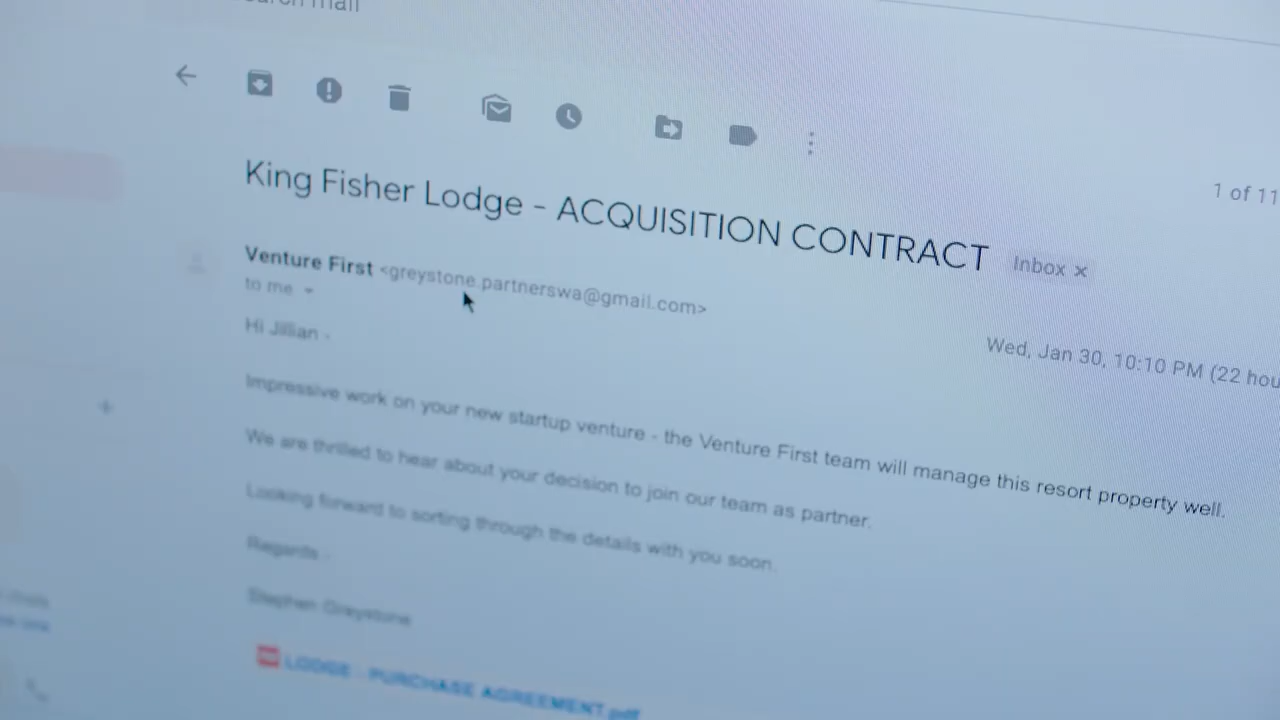 King Fisher Lodge - ACQUISITION CONTRACT
Inbox ×
1 of 11
Venture First <greystone.partnerswa@gmail.com>
to me
Wed, Jan 30, 10:10 PM (22 hou
Hi Jillian -
Impressive work on your new startup venture - the Venture First team will manage this resort property well.
We are thrilled to hear about your decision to join our team as partner.
Looking forward to sorting through the details with you soon.
Regards -
Stephen Greystone
LODGE - PURCHASE AGREEMENT.pdf